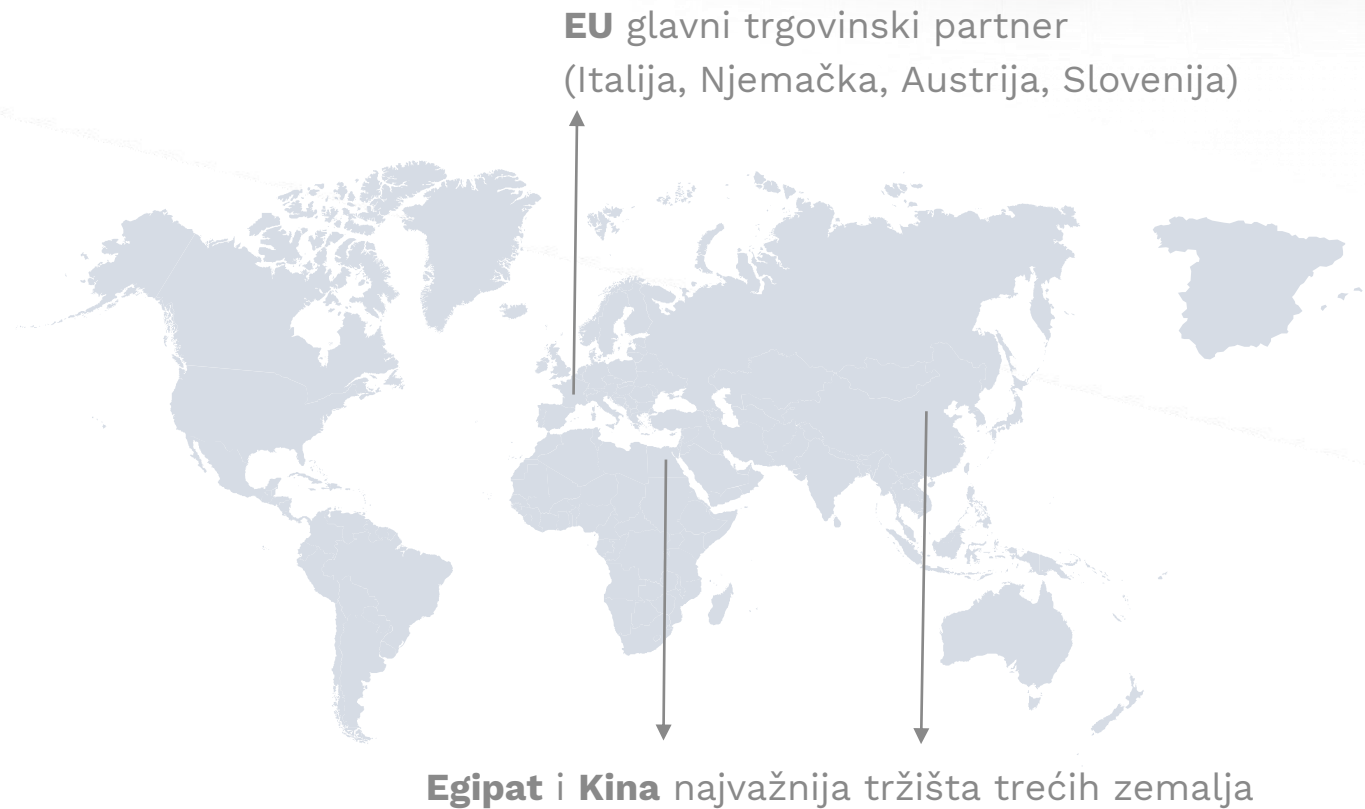 EU glavni trgovinski partner
(Italija, Njemačka, Austrija, Slovenija)
Egipat i Kina najvažnija tržišta trećih zemalja